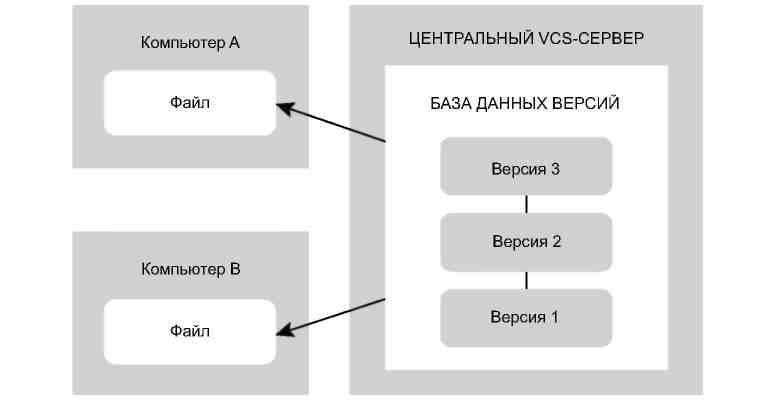 Компьютер A
Файл
ЦЕНТРАЛЬНЫЙ VCS-СЕРВЕР
БАЗА ДАННЫХ ВЕРСИЙ
Версия 3
Версия 2
Версия 1
Компьютер B
Файл